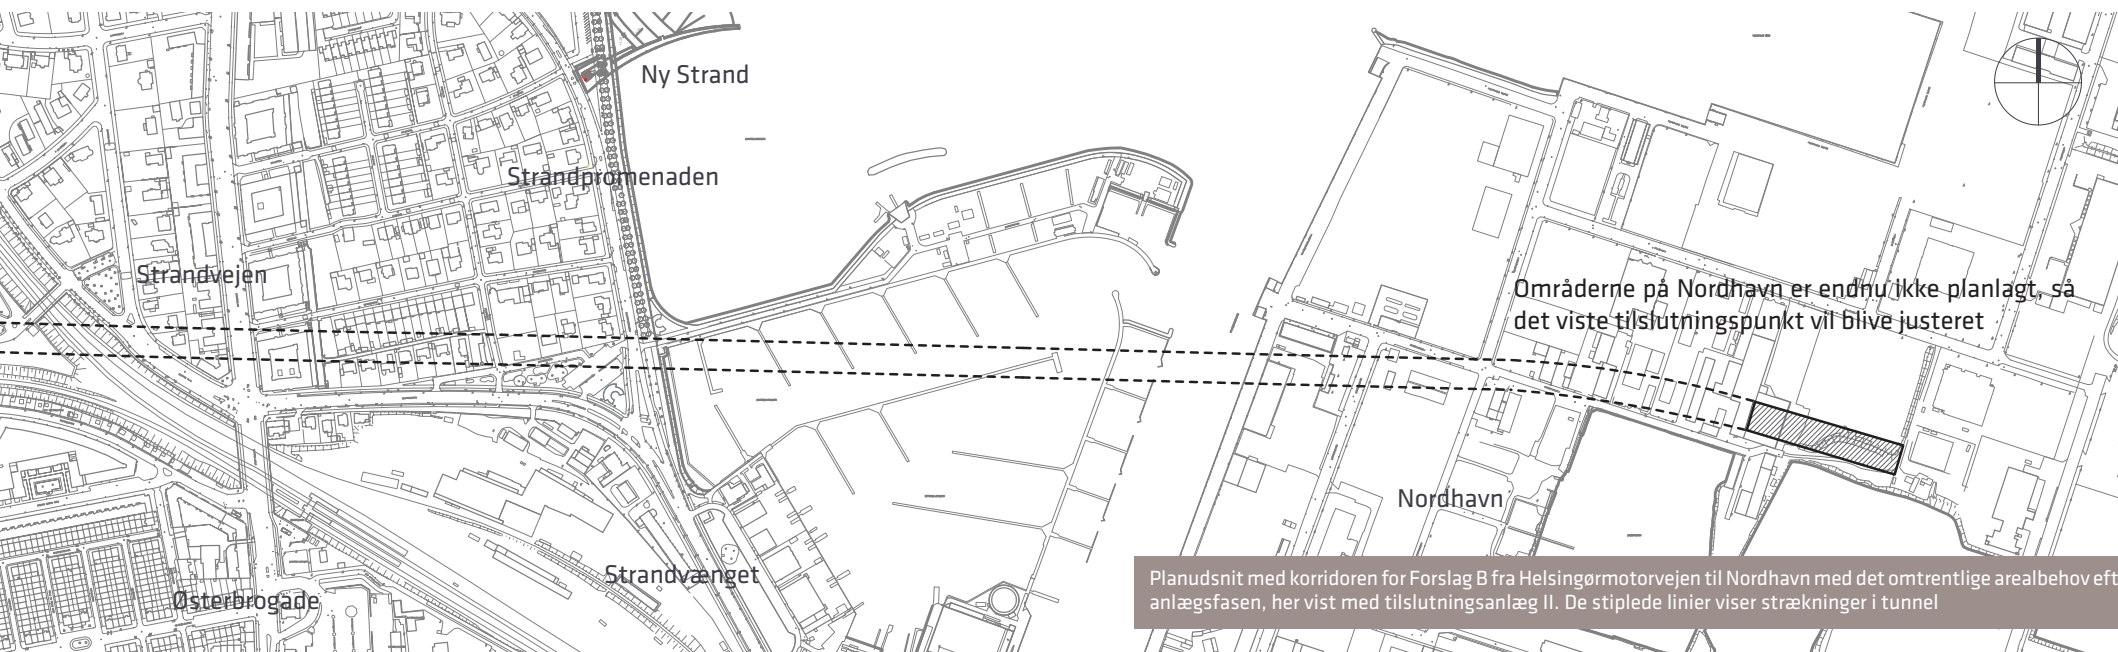 Ny Strand
Strandpromenaden
Strandvejen
Områderne på Nordhavn er endnu ikke planlagt, så
det viste tilslutningspunkt vil blive justeret
Nordhavn
Strandvænget
Østerbrogade
Planudsnit med korridoren for Forslag B fra Helsingørmotorvejen til Nordhavn med det omtrentlige arealbehov eft
anlægsfasen, her vist med tilslutningsanlæg II. De stiplede linier viser strækninger i tunnel